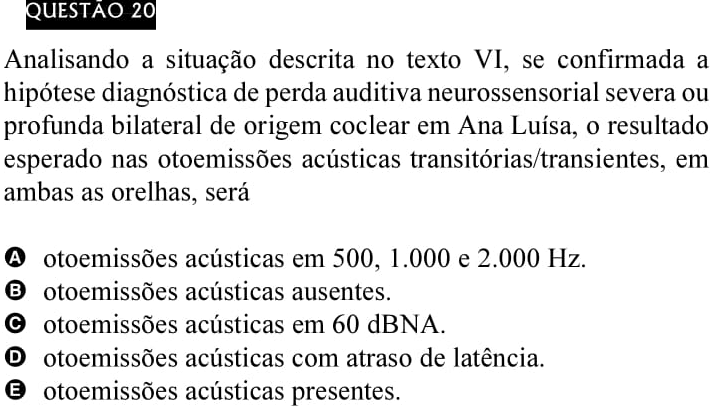 QUESTÃO 20
Analisando a situação descrita no texto VI, se confirmada a
hipótese diagnóstica de perda auditiva neurossensorial severa ou
profunda bilateral de origem coclear em Ana Luísa, o resultado
esperado nas otoemissões acústicas transitórias/transientes, em
ambas as orelhas, será
A otoemissões acústicas em 500, 1.000 e 2.000 Hz.
B otoemissões acústicas ausentes.
C otoemissões acústicas em 60 dBNA.
D otoemissões acústicas com atraso de latência.
E otoemissões acústicas presentes.